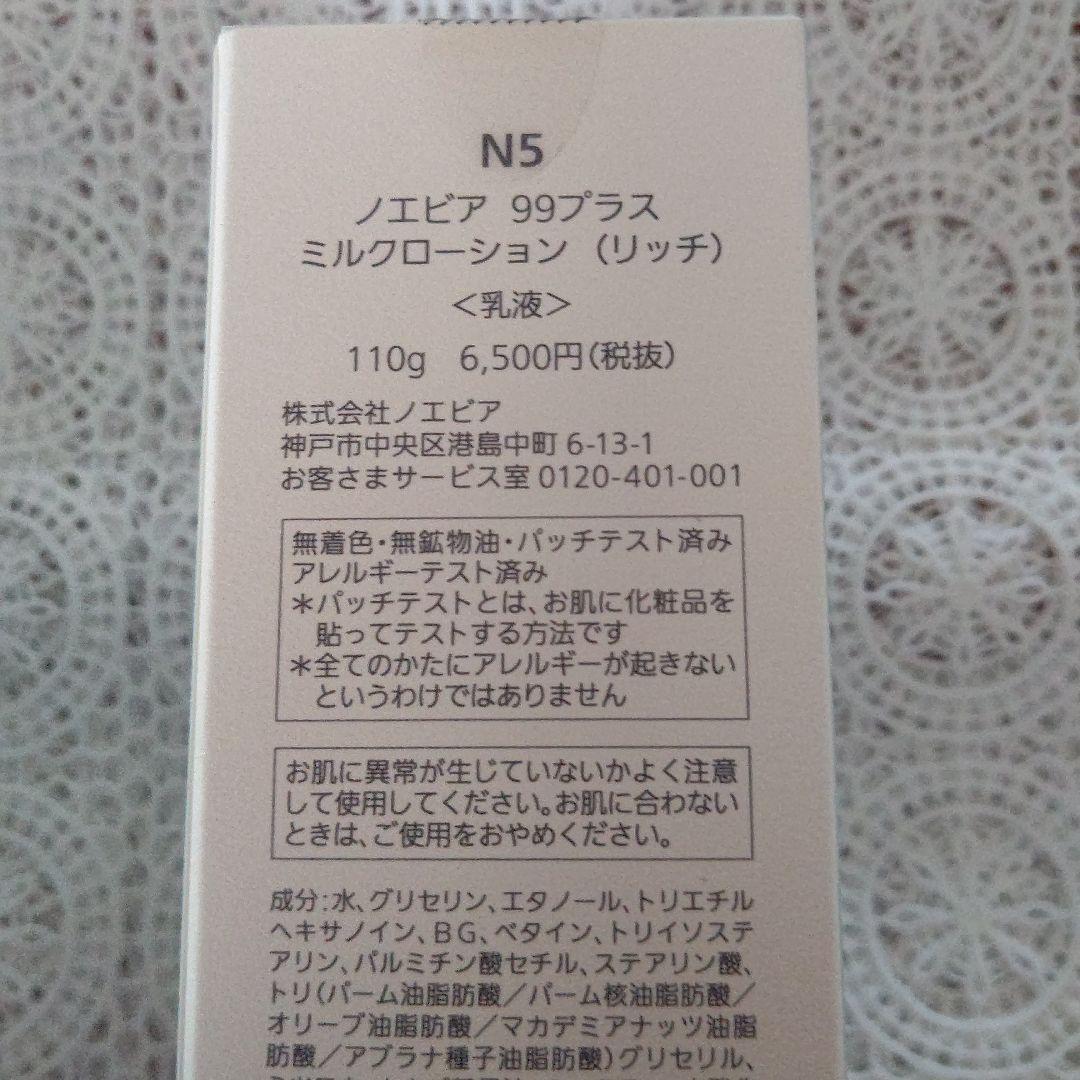 N5
ノエビア 99プラス
ミルクローション（リッチ）
＜乳液＞
110g 6,500円（税抜）
株式会社ノエビア
神戸市中央区港島中町 6-13-1
お客さまサービス室 0120-401-001
無着色・無鉱物油・パッチテスト済み
アレルギーテスト済み
＊パッチテストとは、お肌に化粧品を
貼ってテストする方法です
＊全てのかたにアレルギーが起きない
というわけではありません
お肌に異常が生じていないかよく注意
して使用してください。お肌に合わない
ときは、ご使用をおやめください。
成分：水、グリセリン、エタノール、トリエチル
ヘキサノイン、BG、ベタイン、トリイソステ
アリン、パルミチン酸セチル、ステアリン酸、
トリ（パーム油脂肪酸／パーム核油脂肪酸／
オリーブ油脂肪酸／マカデミアナッツ油脂
肪酸／アブラナ種子油脂肪酸）グリセリル、